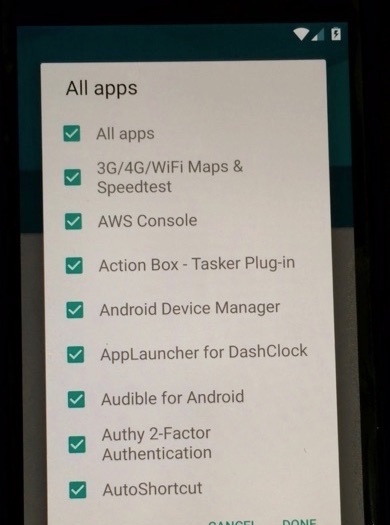 All apps
All apps
3G/4G/WiFi Maps &
Speedtest
AWS Console
Action Box - Tasker Plug-in
Android Device Manager
AppLauncher for DashClock
Audible for Android
Authy 2-Factor
Authentication
AutoShortcut
CANCEL DONE